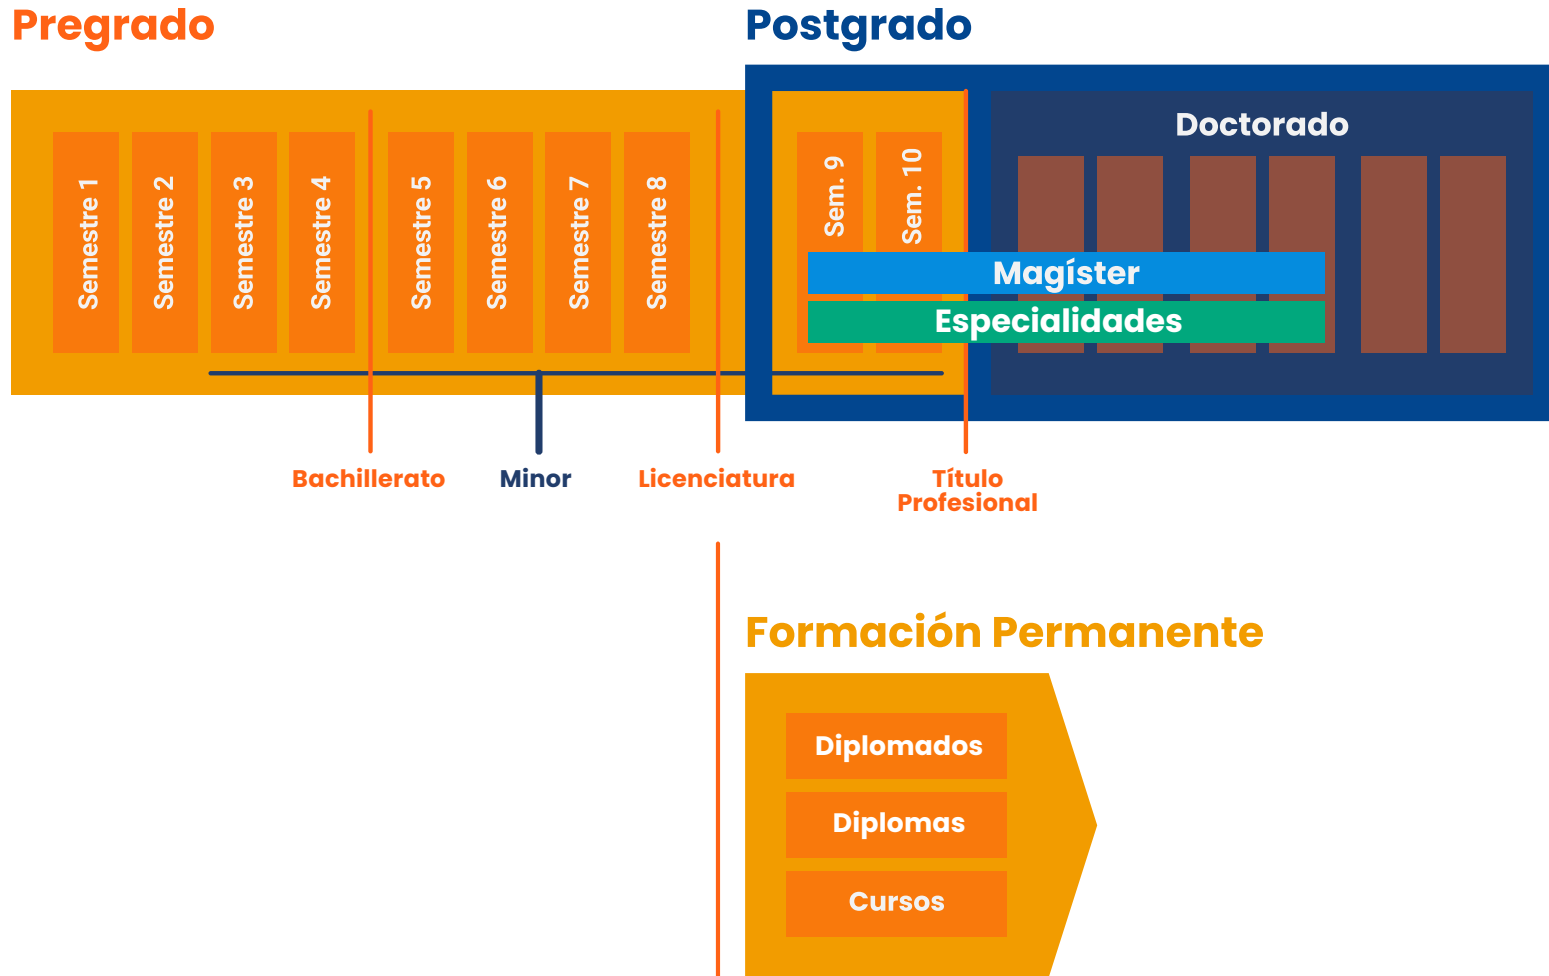 Pregrado
Postgrado
Semestre 1
Semestre 2
Semestre 3
Semestre 4
Semestre 5
Semestre 6
Semestre 7
Semestre 8
Sem. 9
Sem. 10
Doctorado
Magíster
Especialidades
Bachillerato
Minor
Licenciatura
Título
Profesional
Formación Permanente
Diplomados
Diplomas
Cursos